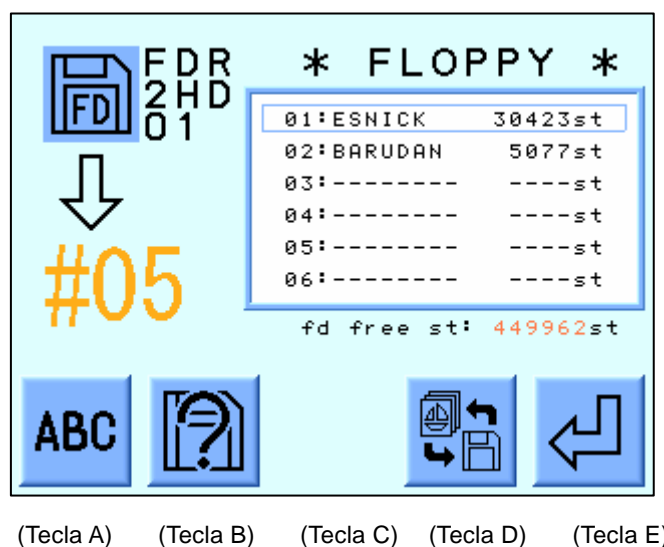 FDR
2HD
01
FD
* FLOPPY *
01:ESNICK 30423st
02:BARUDAN 5077st
03:-------- ----st
04:-------- ----st
05:-------- ----st
06:-------- ----st
#05
fd free st: 449962st
ABC
?
(Tecla A) (Tecla B) (Tecla C) (Tecla D) (Tecla E)